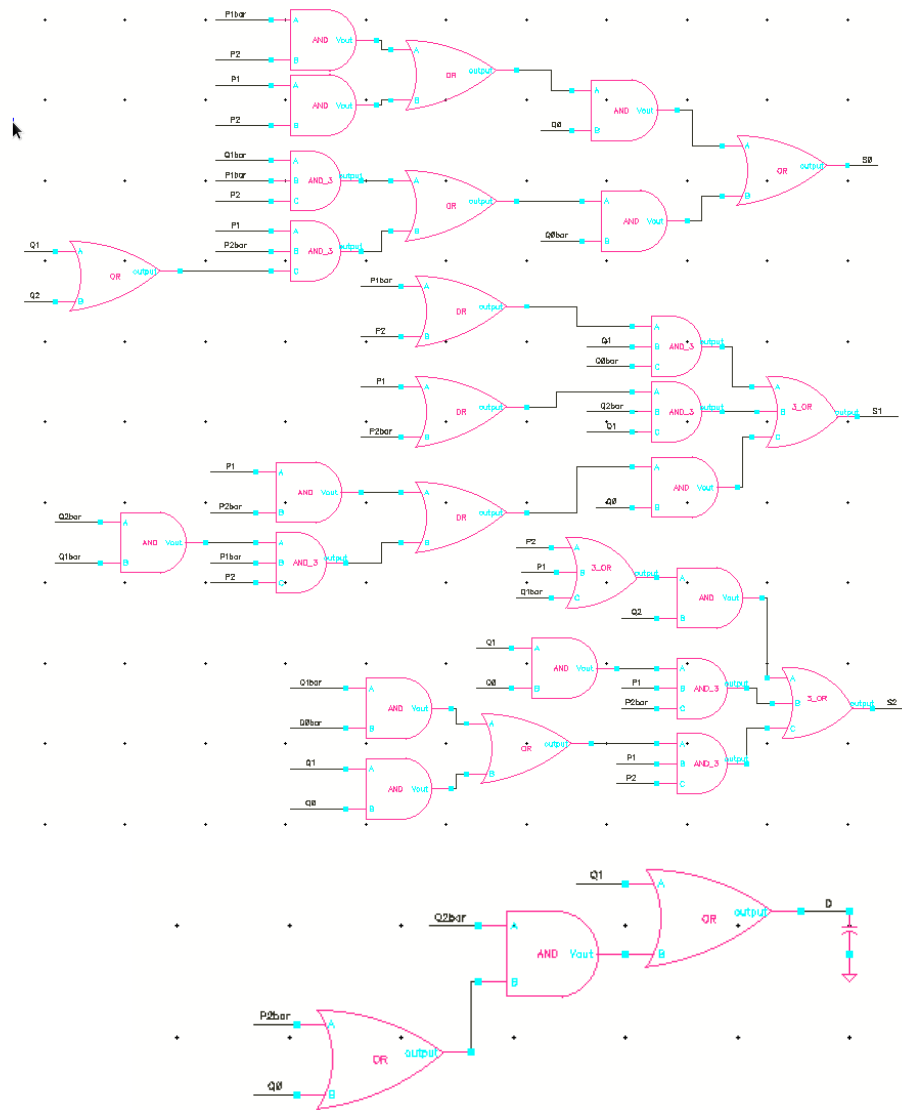 P1bar A AND Vout
P2 B
A OR output
B
P1 A AND Vout
P2 B
A AND Vout
Q0 B
A OR output S0
B
Q1bar A
P1bar B AND_3 output
P2 C
A OR output
B
P1 A
P2bar B AND_3 output
C
A AND Vout
Q0bar B
Q1 A OR output
Q2 B
P1bar A OR output
P2 B
A
Q1 B AND_3 output
Q0bar C
P1 A OR output
P2bar B
A
Q2bar B AND_3 output
Q1 C
A
B 3_OR output S1
C
P1 A AND Vout
P2bar B
A OR output
B
A AND Vout
Q0 B
Q2bar A AND Vout
Q1bar B
A
P1bar B AND_3 output
P2 C
P2 A
P1 B 3_OR output
Q1bar C
A AND Vout
Q2 B
Q1 A AND Vout
Q0 B
A
P1 B AND_3 output
P2bar C
A
B 3_OR output S2
C
Q1bar A AND Vout
Q0bar B
A OR output
B
Q1 A AND Vout
Q0 B
A
P1 B AND_3 output
P2 C
Q1 A OR output D
B
Q2bar A AND Vout
B
P2bar A OR output
Q0 B